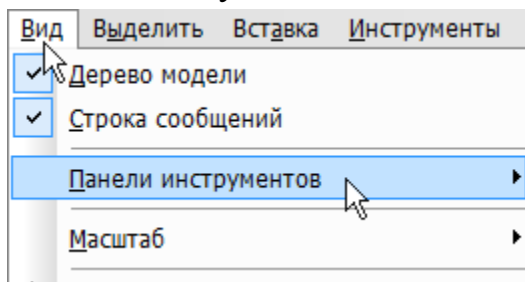 Вид Выделить Вставка Инструменты
Дерево модели
Строка сообщений
Панели инструментов
Масштаб